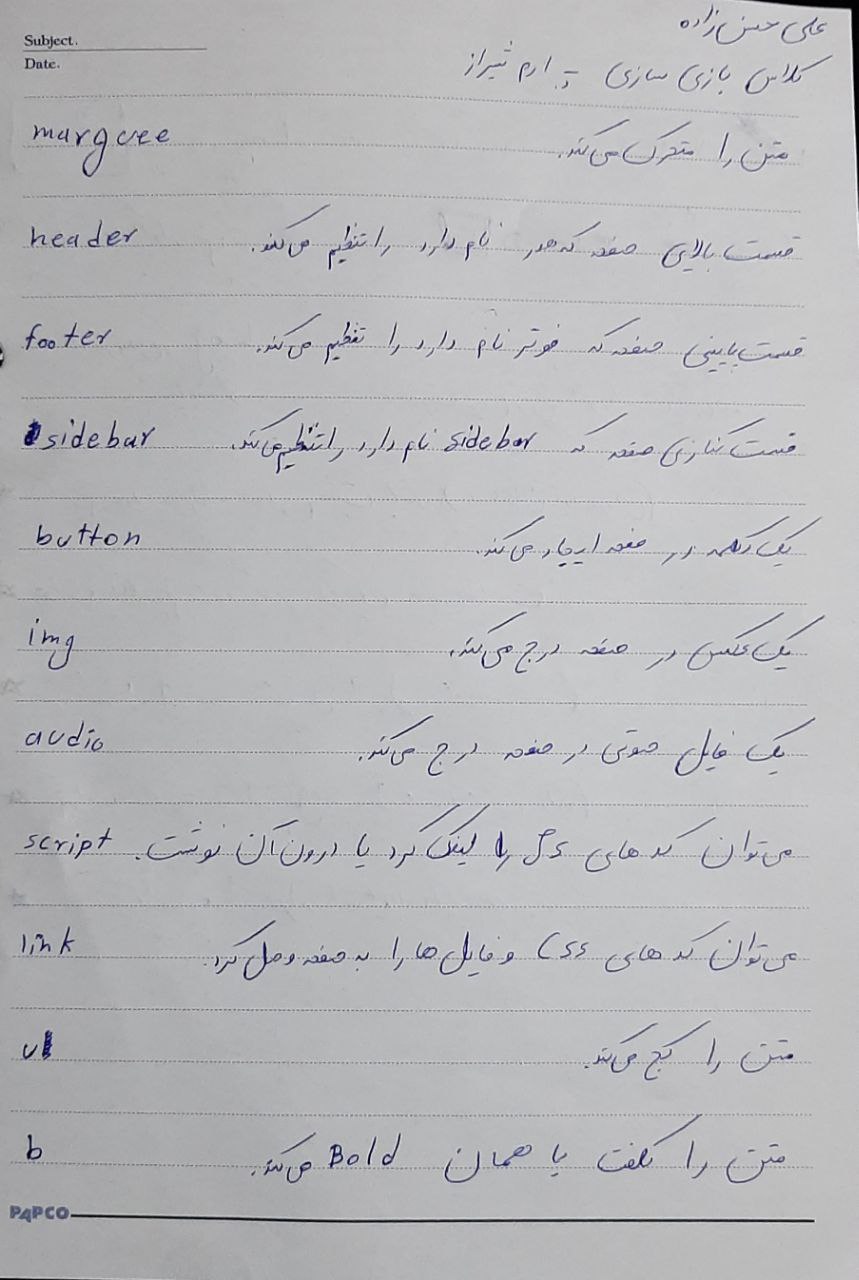 علی حسن زاده
Subject.
Date.
کلاس بازی سازی - ارم شیراز
marquee متن را متحرک می‌کند.
header قسمت بالایی صفحه که هدر نام دارد را تنظیم می‌کند.
footer قسمت پایینی صفحه که فوتر نام دارد را تنظیم می‌کند.
sidebar قسمت کناری صفحه که sidebar نام دارد را تنظیم می‌کند.
button یک دکمه در صفحه ایجاد می‌کند.
img یک عکس در صفحه درج می‌کند.
audio یک فایل صوتی در صفحه درج می‌کند.
script می‌توان کد های JS را لینک کرد یا درون آن نوشت.
link می‌توان کد های CSS و فایل ها را به صفحه وصل کرد.
ul متن را کج می‌کند.
b متن را کلفت یا همان Bold می‌کند.
PAPCO